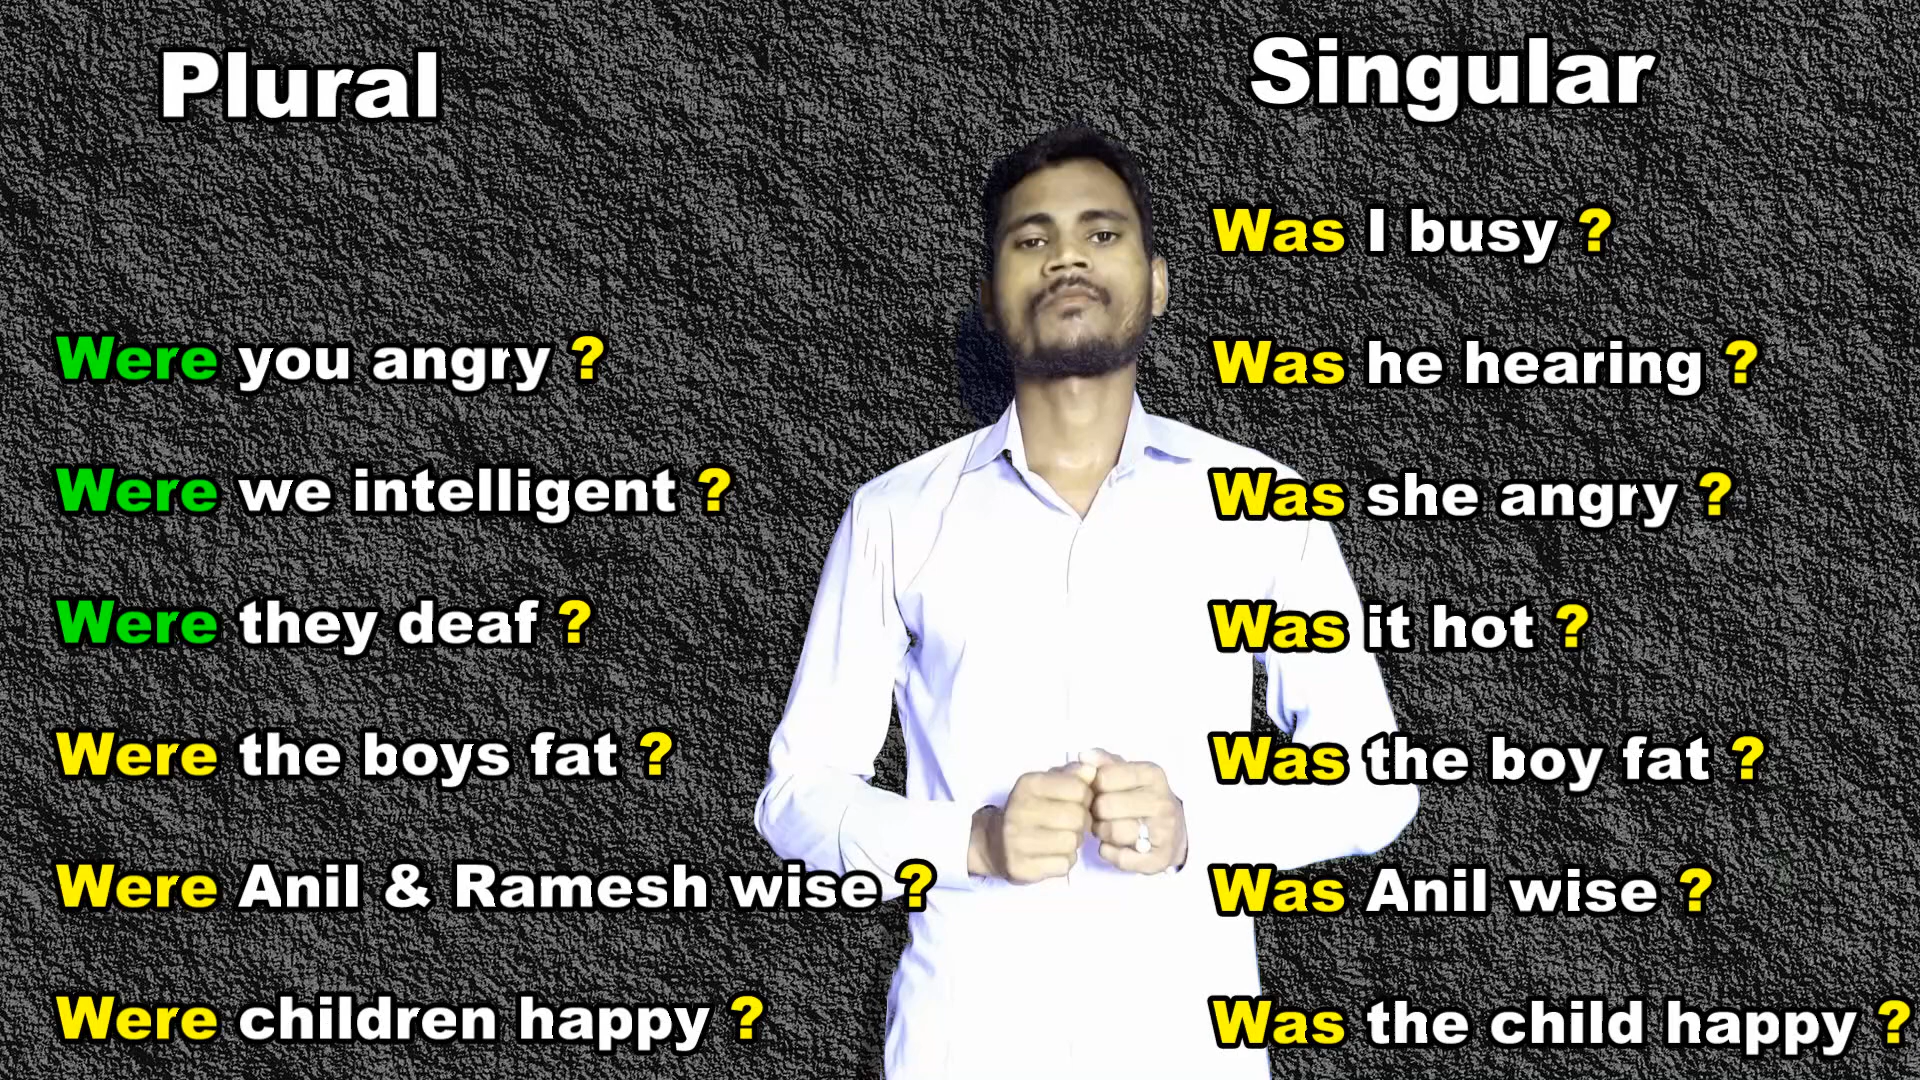 Plural
Were you angry ?
Were we intelligent ?
Were they deaf ?
Were the boys fat ?
Were Anil & Ramesh wise ?
Were children happy ?
Singular
Was I busy ?
Was he hearing ?
Was she angry ?
Was it hot ?
Was the boy fat ?
Was Anil wise ?
Was the child happy ?